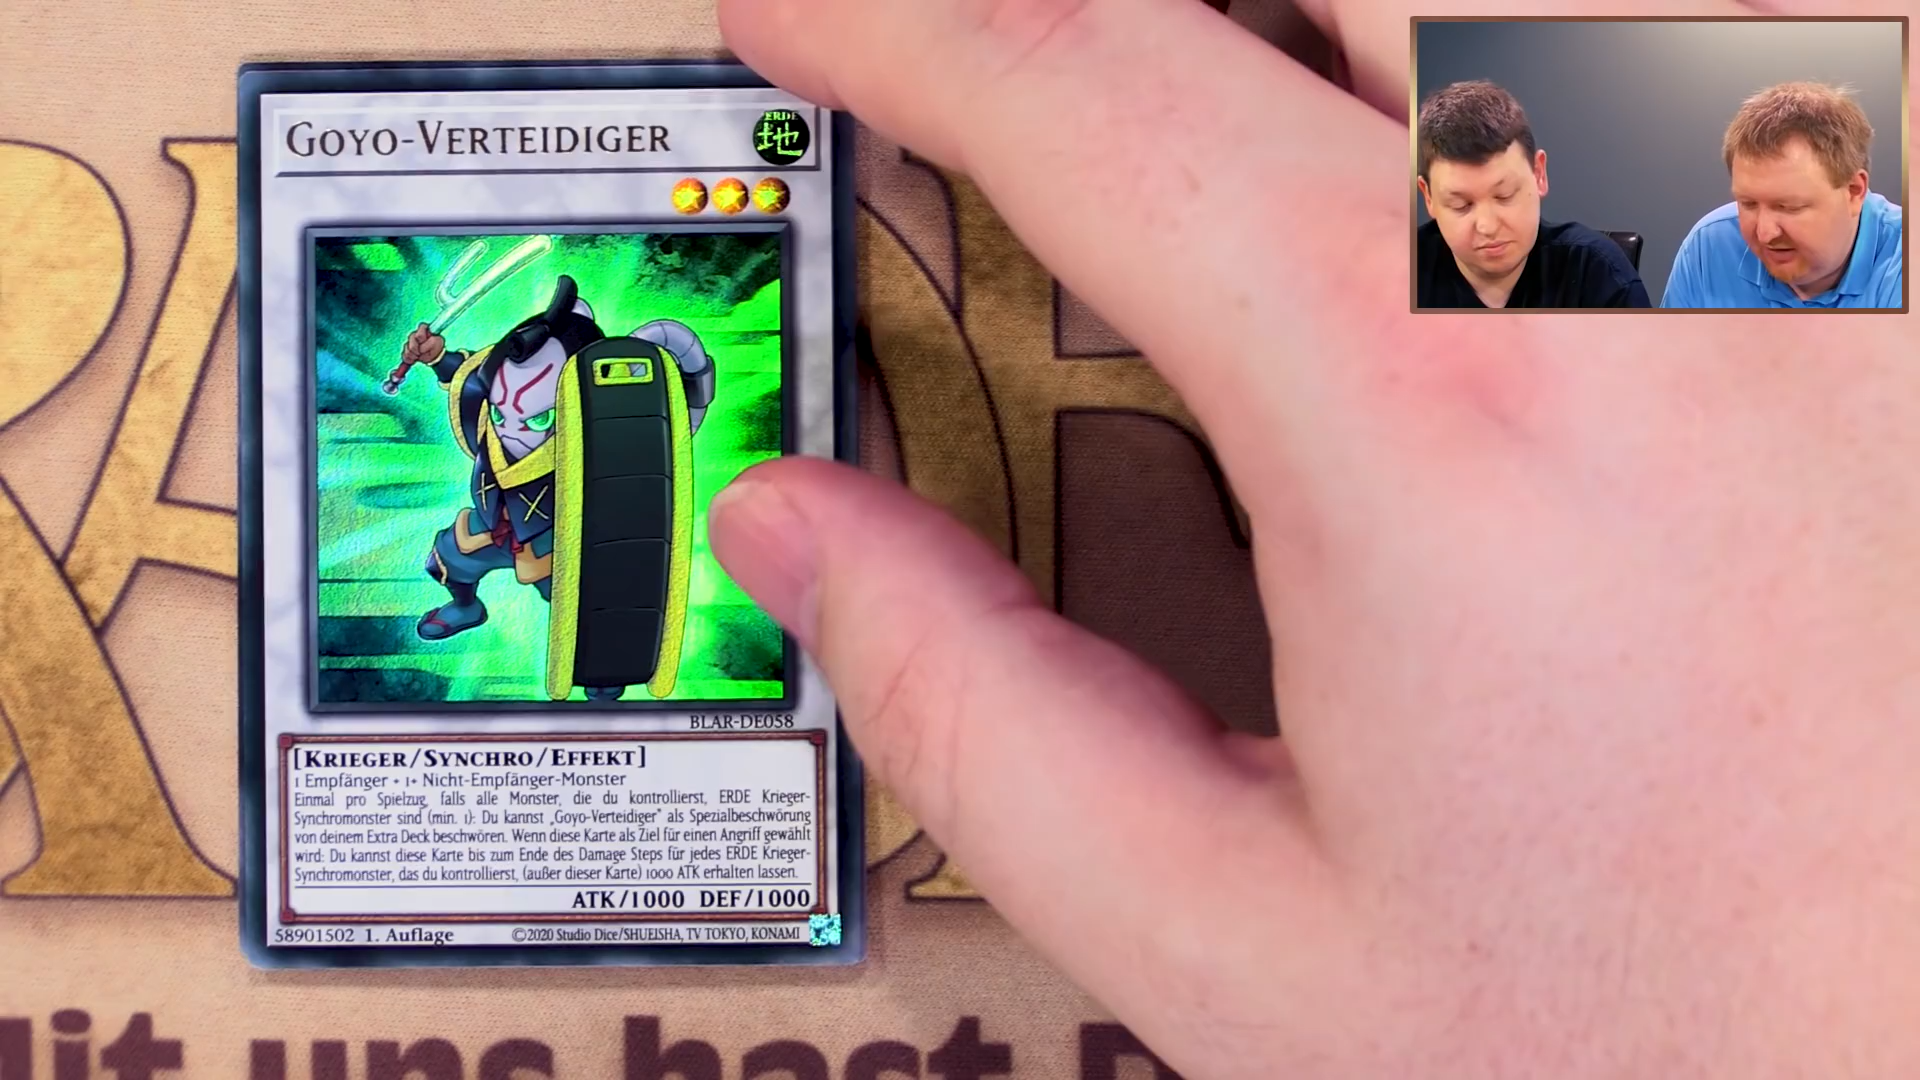 GOYO-VERTEIDIGER
ERDE
地
BLAR-DE058
[KRIEGER/SYNCHRO/EFFEKT]
1 Empfänger + 1+ Nicht-Empfänger-Monster
Einmal pro Spielzug, falls alle Monster, die du kontrollierst, ERDE Krieger-
Synchromonster sind (min. 1): Du kannst „Goyo-Verteidiger" als Spezialbeschwörung
von deinem Extra Deck beschwören. Wenn diese Karte als Ziel für einen Angriff gewählt
wird: Du kannst diese Karte bis zum Ende des Damage Steps für jedes ERDE Krieger-
Synchromonster, das du kontrollierst, (außer dieser Karte) 1000 ATK erhalten lassen.
ATK/1000 DEF/1000
58901502 1. Auflage ©2020 Studio Dice/SHUEISHA, TV TOKYO, KONAMI
Mit uns hast